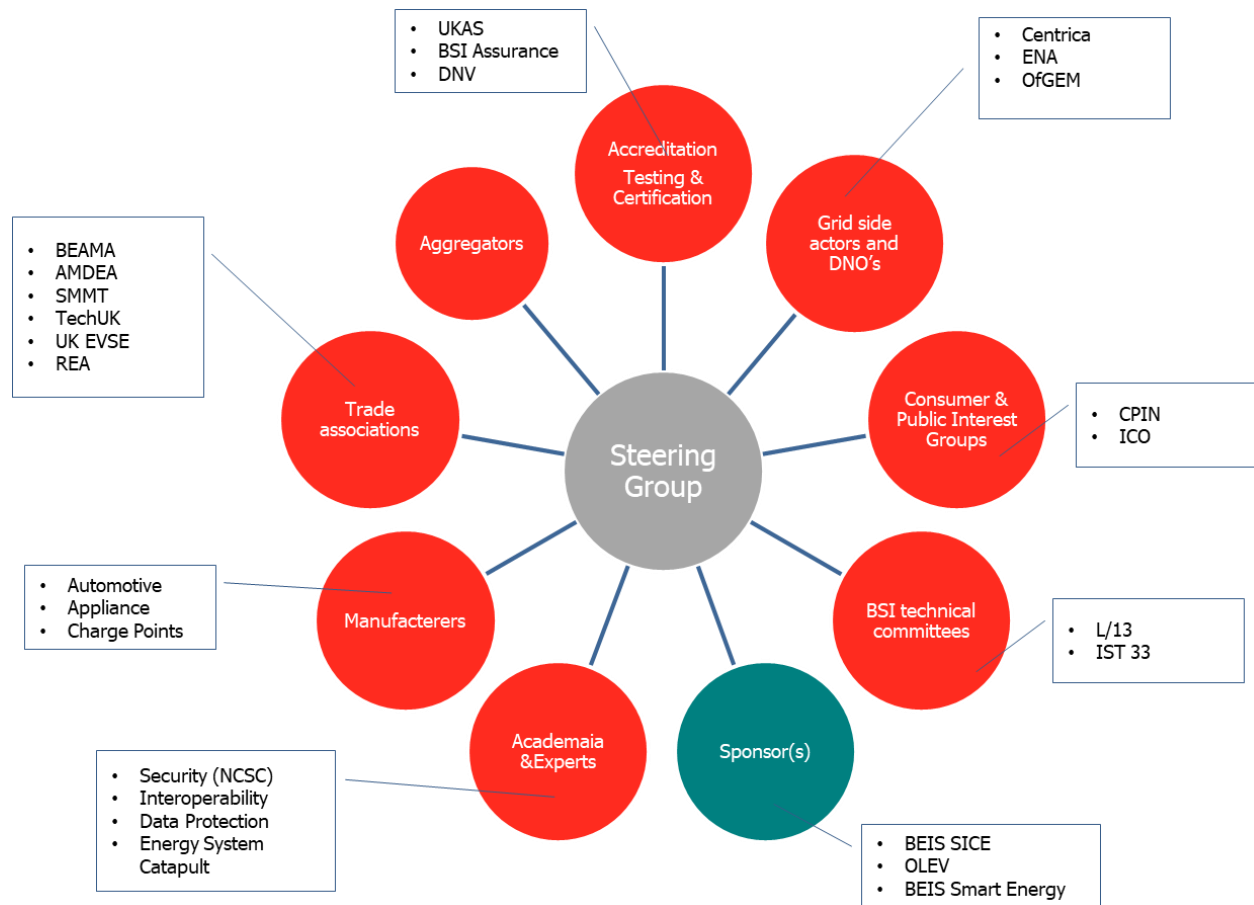 • UKAS
• BSI Assurance
• DNV
• Centrica
• ENA
• OfGEM
Accreditation
Testing &
Certification
Grid side
actors and
DNO's
Aggregators
• BEAMA
• AMDEA
• SMMT
• TechUK
• UK EVSE
• REA
Trade
associations
Consumer &
Public Interest
Groups
• CPIN
• ICO
Steering
Group
• Automotive
• Appliance
• Charge Points
Manufacterers
BSI technical
committees
• L/13
• IST 33
Academaia
&Experts
Sponsor(s)
• Security (NCSC)
• Interoperability
• Data Protection
• Energy System
Catapult
• BEIS SICE
• OLEV
• BEIS Smart Energy